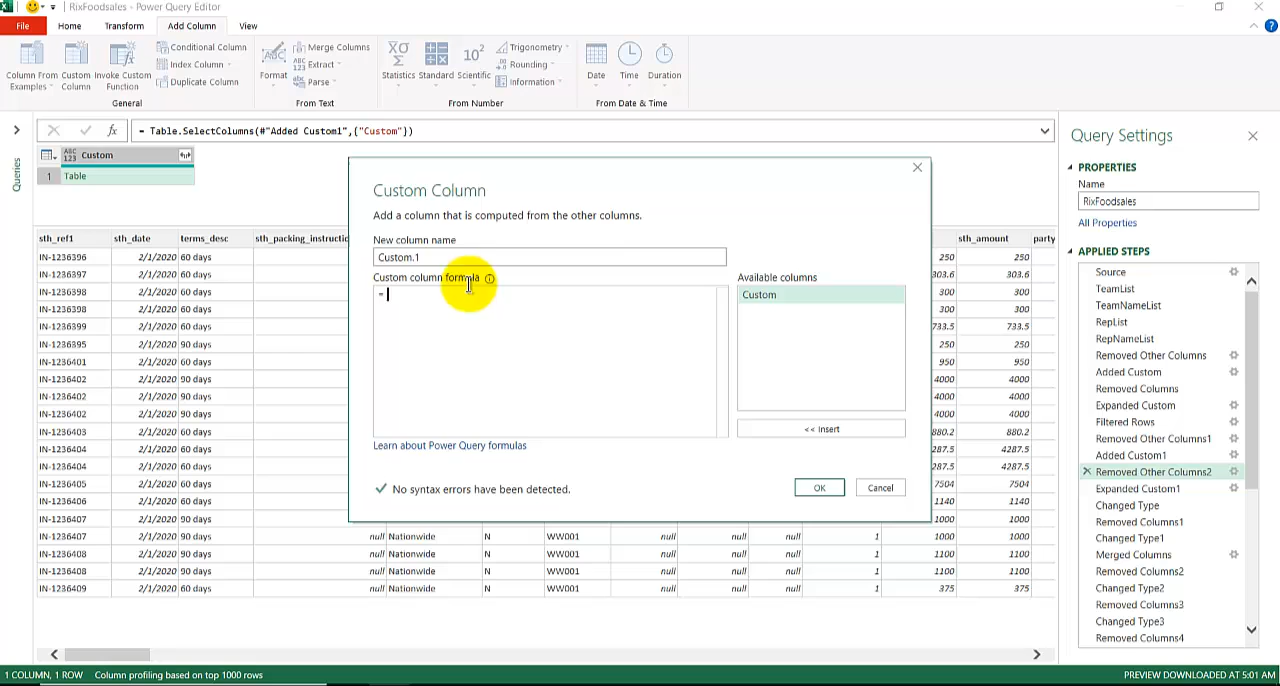 RixFoodsales - Power Query Editor
File Home Transform Add Column View
Column From Examples
Custom Column
Invoke Custom Function
Conditional Column
Index Column
Duplicate Column
General
Format
ABC
Merge Columns
ABC 123 Extract
abc Parse
From Text
XΟ Σ
Statistics
Standard
10²
Scientific
Trigonometry
Rounding
Information
From Number
Date
Time
Duration
From Date & Time
fx = Table.SelectColumns(#"Added Custom1",{"Custom"})
Queries
ABC 123 Custom
1 Table
sth_ref1 sth_date terms_desc sth_packing_instructic sth_amount party
IN-1236396 2/1/2020 60 days 250 250
IN-1236397 2/1/2020 60 days 303.6 303.6
IN-1236398 2/1/2020 60 days 300 300
IN-1236398 2/1/2020 60 days 300 300
IN-1236399 2/1/2020 60 days 733.5 733.5
IN-1236395 2/1/2020 90 days 250 250
IN-1236401 2/1/2020 60 days 950 950
IN-1236402 2/1/2020 90 days 4000 4000
IN-1236402 2/1/2020 90 days 4000 4000
IN-1236402 2/1/2020 90 days 4000 4000
IN-1236403 2/1/2020 60 days 880.2 880.2
IN-1236404 2/1/2020 60 days 287.5 4287.5
IN-1236404 2/1/2020 60 days 287.5 4287.5
IN-1236405 2/1/2020 60 days 7504 7504
IN-1236406 2/1/2020 60 days 1140 1140
IN-1236407 2/1/2020 90 days 1000 1000
IN-1236407 2/1/2020 90 days null Nationwide N WW001 null null null 1 1000 1000
IN-1236408 2/1/2020 90 days null Nationwide N WW001 null null null 1 1100 1100
IN-1236408 2/1/2020 90 days null Nationwide N WW001 null null null 1 1100 1100
IN-1236409 2/1/2020 60 days null Nationwide N WW001 null null null 1 375 375
Custom Column
Add a column that is computed from the other columns.
New column name
Custom.1
Custom column formula
=
Available columns
Custom
<< Insert
Learn about Power Query formulas
No syntax errors have been detected.
OK
Cancel
Query Settings
PROPERTIES
Name
RixFoodsales
All Properties
APPLIED STEPS
Source
TeamList
TeamNameList
RepList
RepNameList
Removed Other Columns
Added Custom
Removed Columns
Expanded Custom
Filtered Rows
Removed Other Columns1
Added Custom1
Removed Other Columns2
Expanded Custom1
Changed Type
Removed Columns1
Changed Type1
Merged Columns
Removed Columns2
Changed Type2
Removed Columns3
Changed Type3
Removed Columns4
1 COLUMN, 1 ROW Column profiling based on top 1000 rows PREVIEW DOWNLOADED AT 5:01 AM